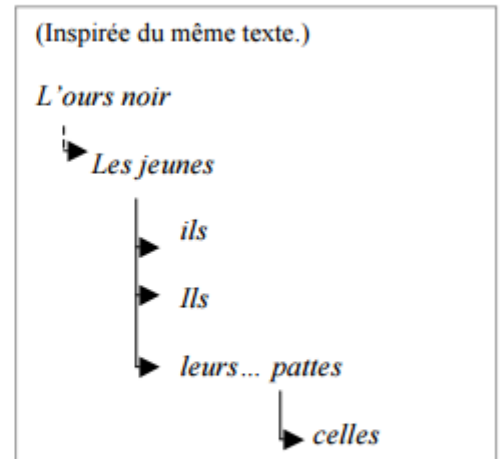 (Inspirée du même texte.)
L'ours noir
Les jeunes
ils
Ils
leurs... pattes
celles